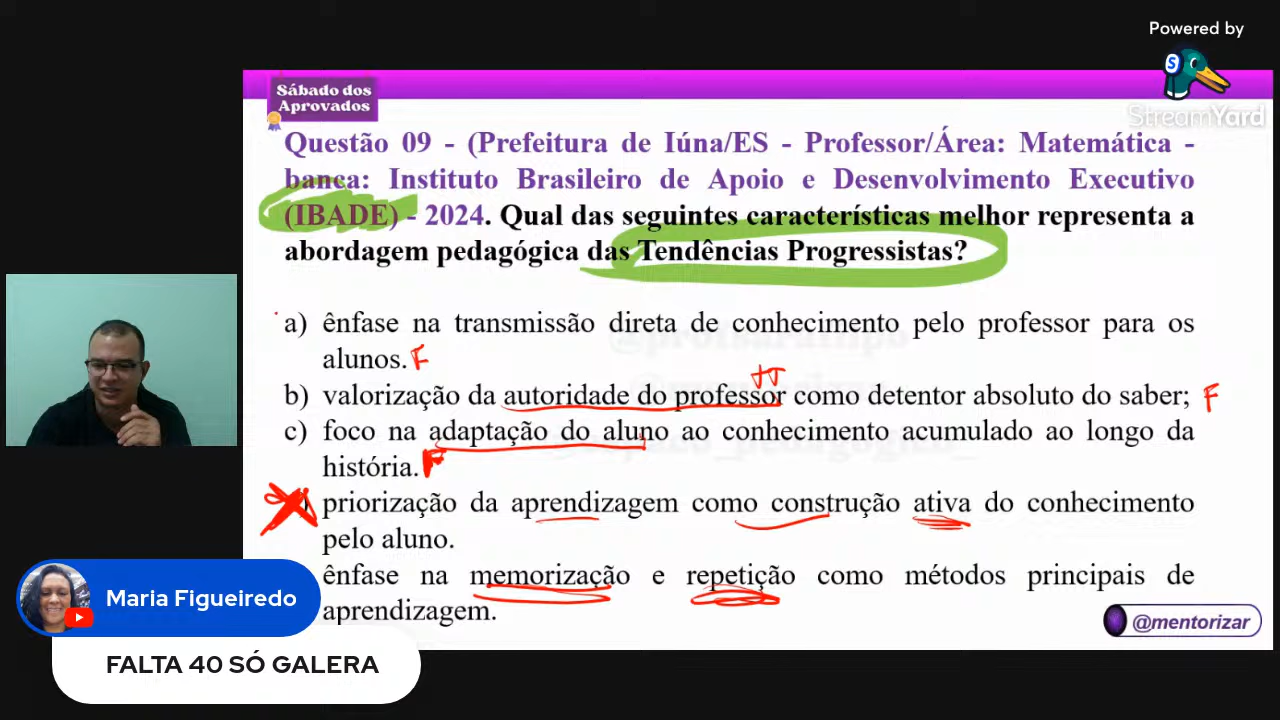 Powered by
StreamYard
Sábado dos
Aprovados
Questão 09 - (Prefeitura de Iúna/ES - Professor/Área: Matemática -
banca: Instituto Brasileiro de Apoio e Desenvolvimento Executivo
(IBADE) - 2024. Qual das seguintes características melhor representa a
abordagem pedagógica das Tendências Progressistas?
a) ênfase na transmissão direta de conhecimento pelo professor para os
alunos. F
TT
b) valorização da autoridade do professor como detentor absoluto do saber; F
c) foco na adaptação do aluno ao conhecimento acumulado ao longo da
história. F
priorização da aprendizagem como construção ativa do conhecimento
pelo aluno.
ênfase na memorização e repetição como métodos principais de
aprendizagem.
@mentorizar
Maria Figueiredo
FALTA 40 SÓ GALERA